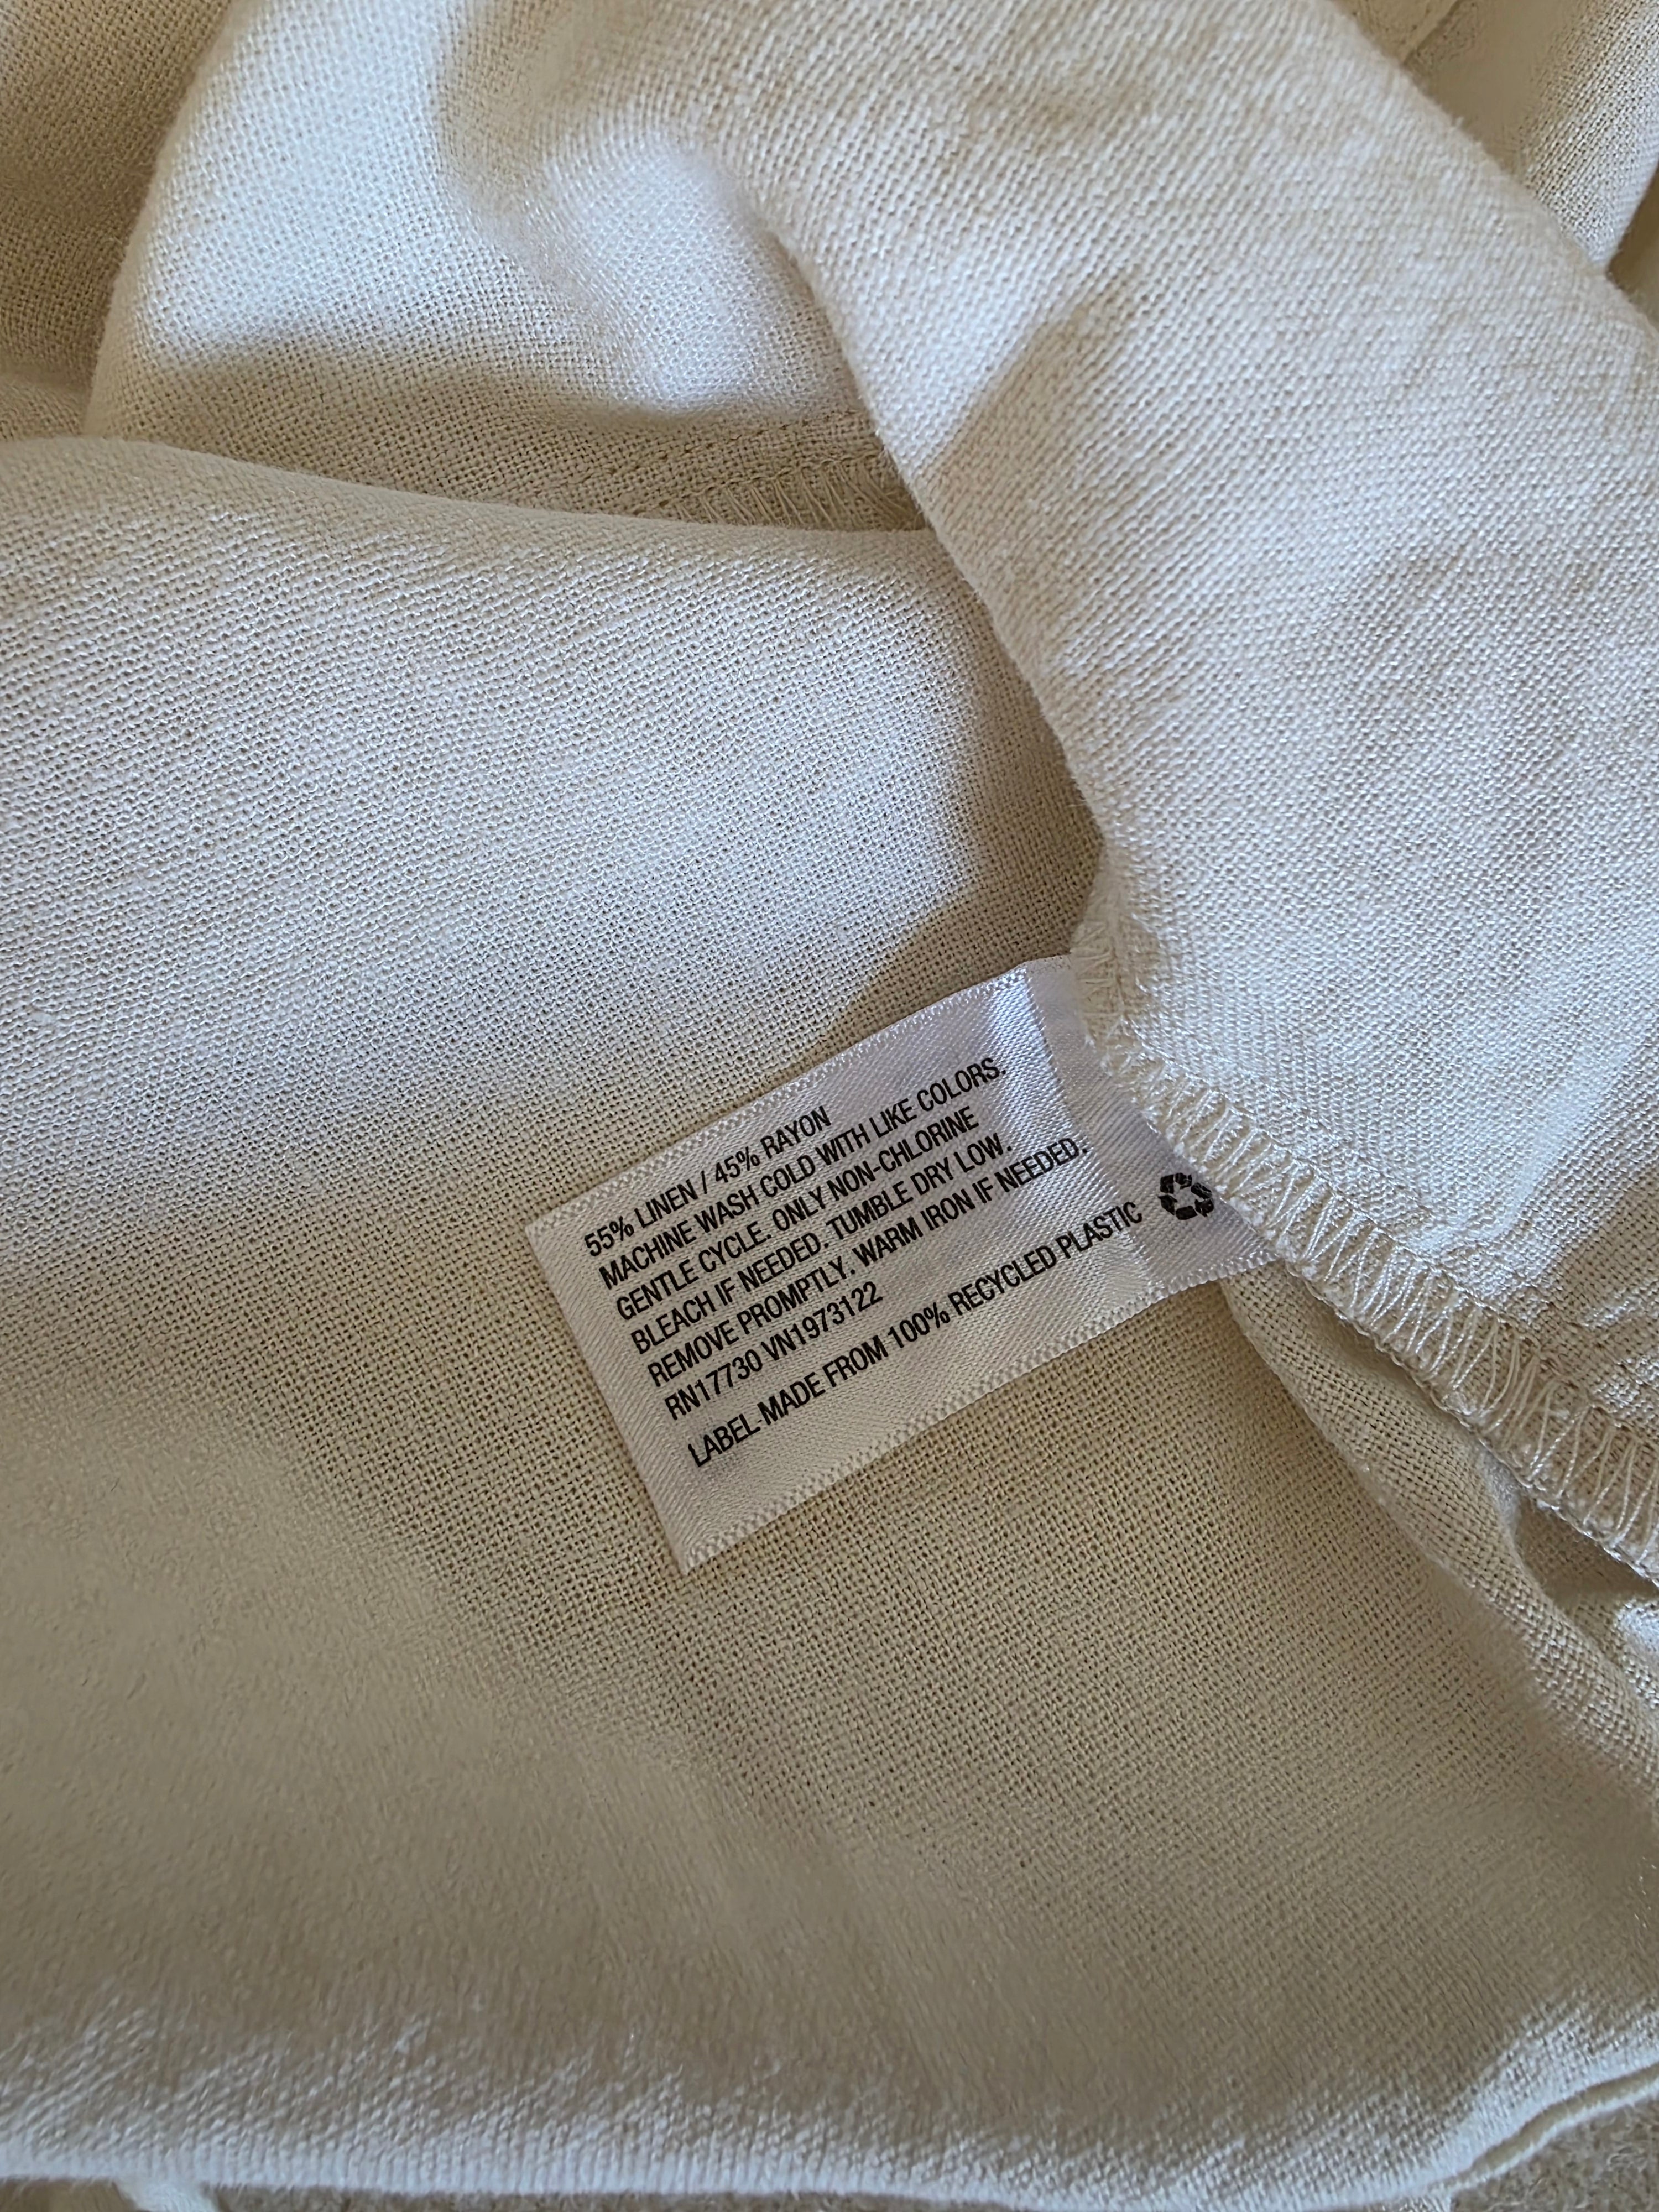 55% LINEN / 45% RAYON
MACHINE WASH COLD WITH LIKE COLORS.
GENTLE CYCLE. ONLY NON-CHLORINE
BLEACH IF NEEDED. TUMBLE DRY LOW.
REMOVE PROMPTLY. WARM IRON IF NEEDED.
RN17730 VN1973122
LABEL MADE FROM 100% RECYCLED PLASTIC